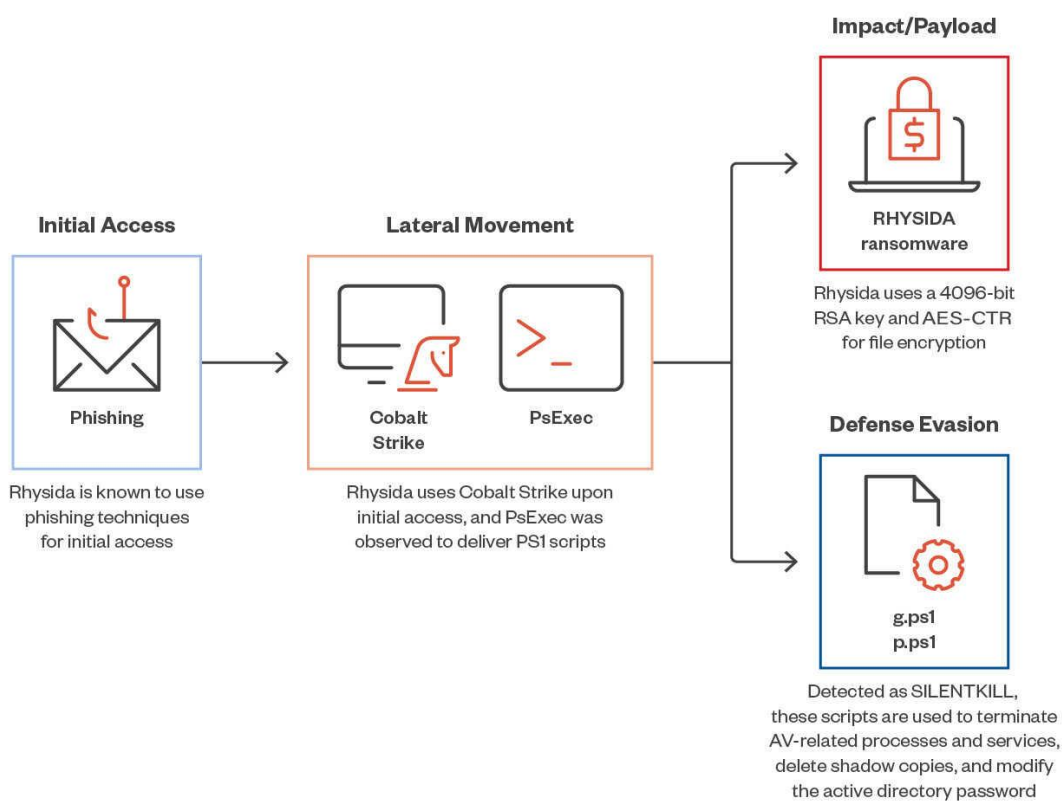 Initial Access
Phishing
Rhysida is known to use
phishing techniques
for initial access
Lateral Movement
Cobalt
Strike
PsExec
Rhysida uses Cobalt Strike upon
initial access, and PsExec was
observed to deliver PS1 scripts
Impact/Payload
$
RHYSIDA
ransomware
Rhysida uses a 4096-bit
RSA key and AES-CTR
for file encryption
Defense Evasion
g.ps1
p.ps1
Detected as SILENTKILL,
these scripts are used to terminate
AV-related processes and services,
delete shadow copies, and modify
the active directory password